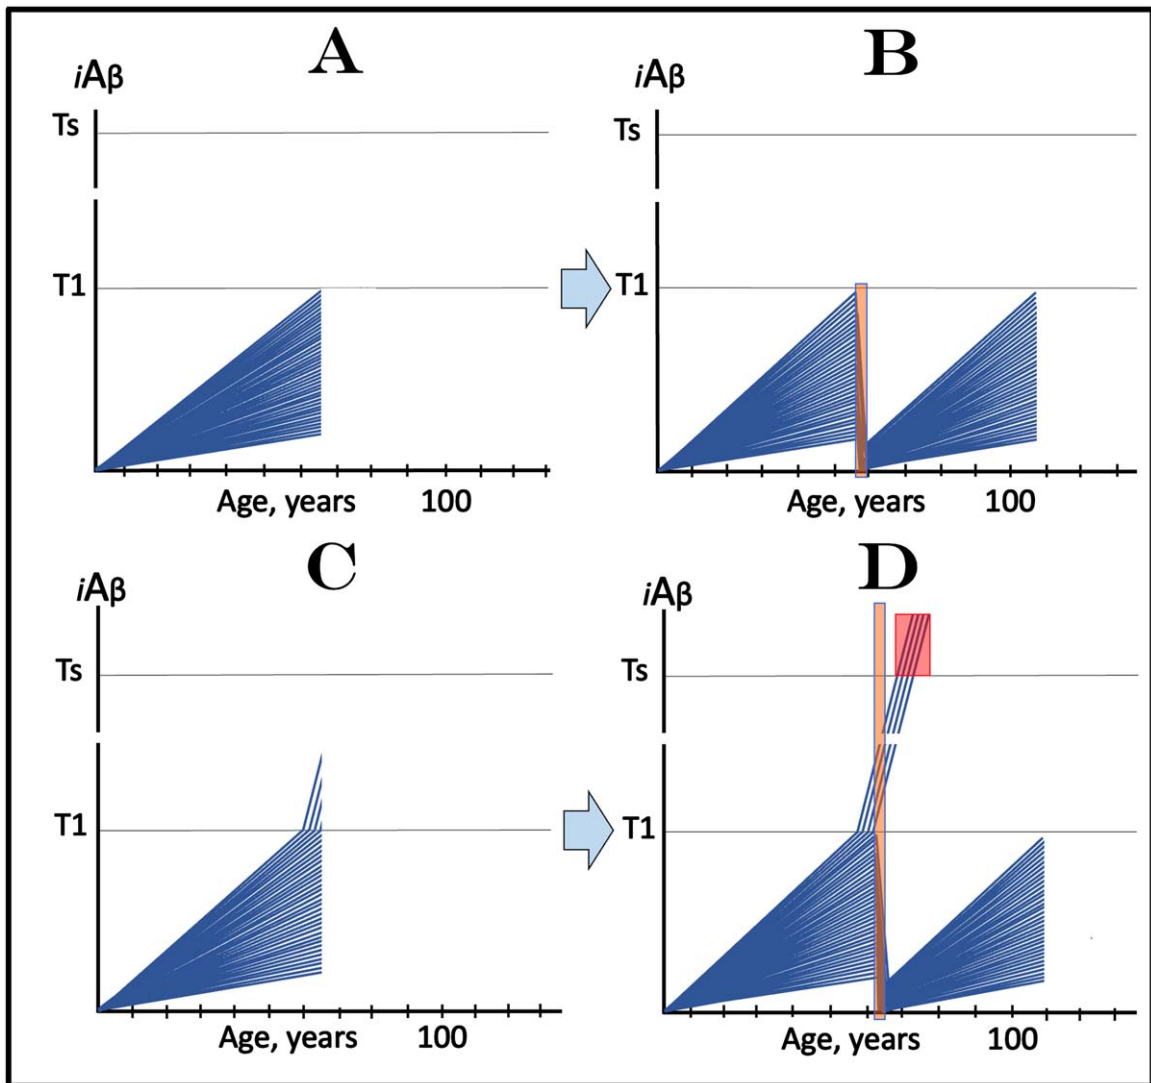 A
iAβ
Ts
T1
Age, years 100
B
iAβ
Ts
T1
Age, years 100
C
iAβ
Ts
T1
Age, years 100
D
iAβ
Ts
T1
Age, years 100